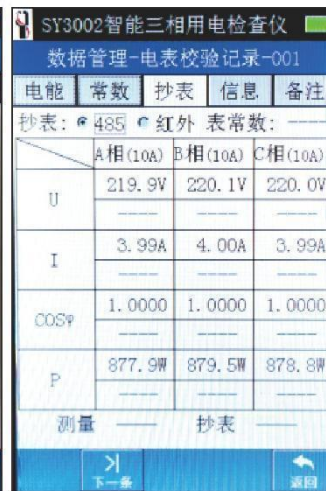 SY3002智能三相用电检查仪
数据管理-电表校验记录-001
电能 常数 抄表 信息 备注
抄表: 485 红外 表常数: ----
A相(10A) B相(10A) C相(10A)
U 219.9V 220.1V 220.0V
---- ---- ----
I 3.99A 4.00A 3.99A
---- ---- ----
COSφ 1.0000 1.0000 1.0000
---- ---- ----
P 877.9W 879.5W 878.8W
---- ---- ----
测量 —— 抄表 ——
下一条 返回